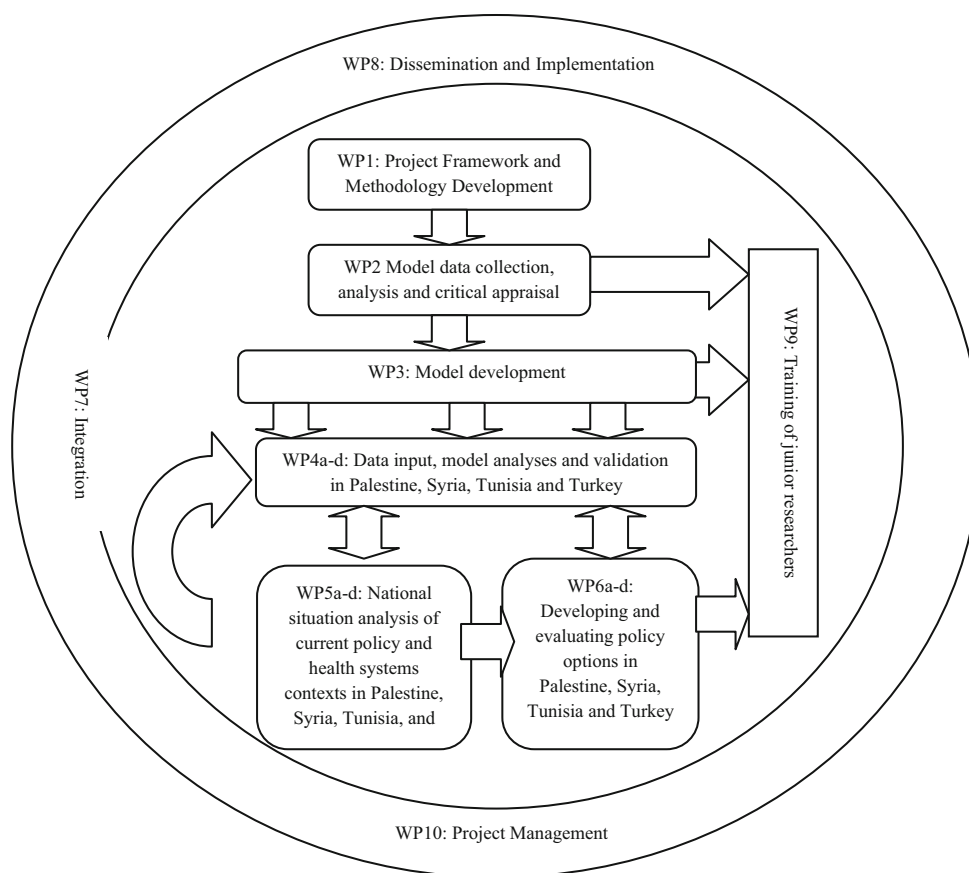 WP8: Dissemination and Implementation
WP1: Project Framework and
Methodology Development
WP2 Model data collection,
analysis and critical appraisal
WP3: Model development
WP4a-d: Data input, model analyses and validation
in Palestine, Syria, Tunisia and Turkey
WP5a-d: National
situation analysis of
current policy and
health systems
contexts in Palestine,
Syria, Tunisia, and
WP6a-d:
Developing and
evaluating policy
options in
Palestine, Syria,
Tunisia and Turkey
WP7: Integration
WP9: Training of junior researchers
WP10: Project Management